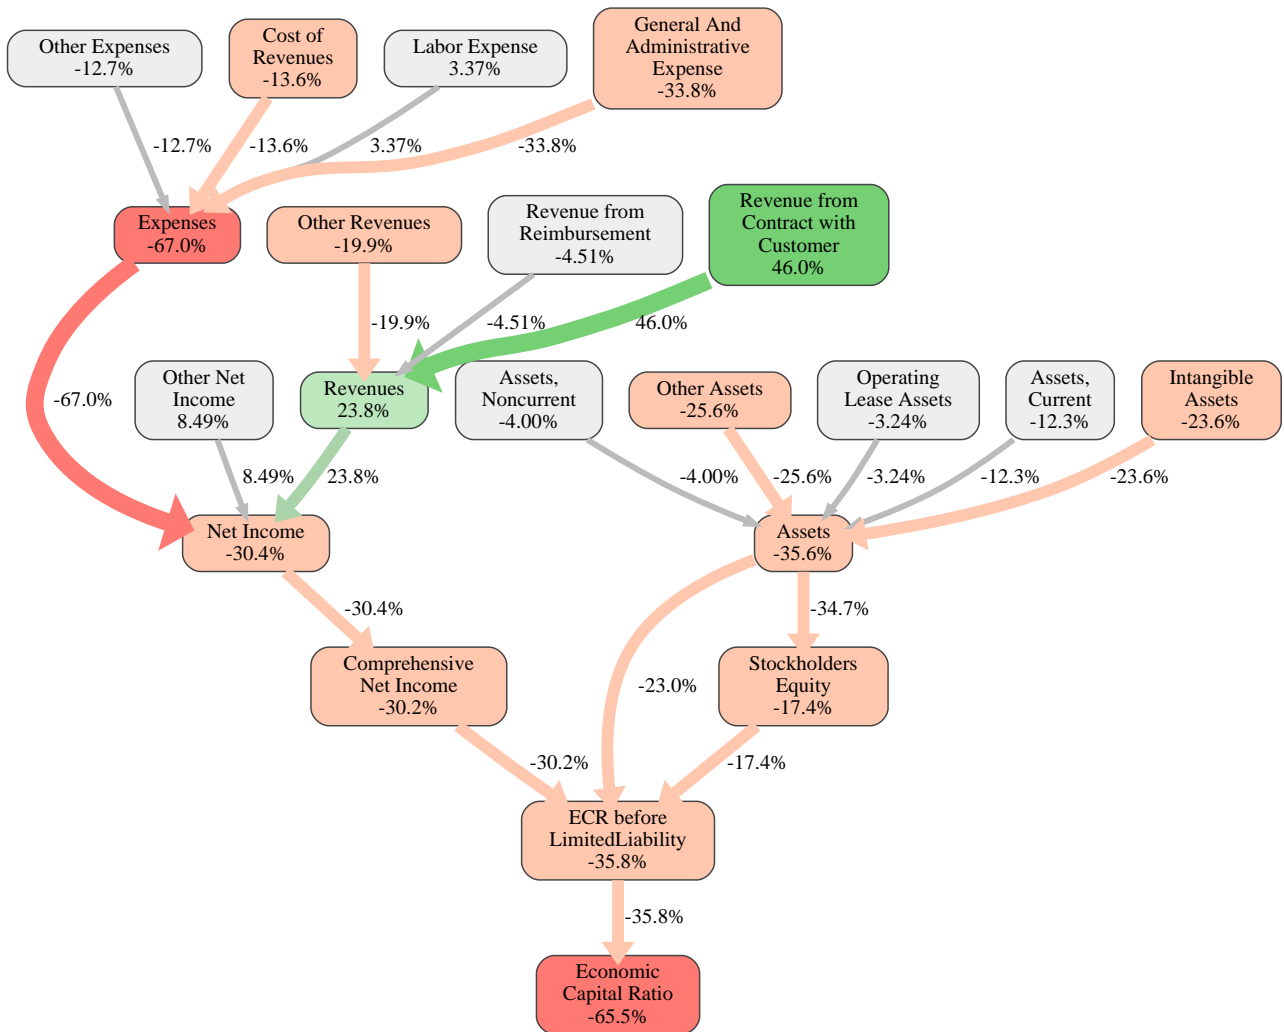 Other Expenses
-12.7%
Cost of
Revenues
-13.6%
Labor Expense
3.37%
General And
Administrative
Expense
-33.8%
-12.7%
-13.6%
3.37%
-33.8%
Expenses
-67.0%
Other Revenues
-19.9%
Revenue from
Reimbursement
-4.51%
Revenue from
Contract with
Customer
46.0%
-19.9%
-4.51%
46.0%
-67.0%
Other Net
Income
8.49%
Revenues
23.8%
Assets,
Noncurrent
-4.00%
Other Assets
-25.6%
Operating
Lease Assets
-3.24%
Assets,
Current
-12.3%
Intangible
Assets
-23.6%
8.49%
23.8%
-4.00%
-25.6%
-3.24%
-12.3%
-23.6%
Net Income
-30.4%
Assets
-35.6%
-30.4%
-34.7%
Comprehensive
Net Income
-30.2%
-23.0%
Stockholders
Equity
-17.4%
-30.2%
-17.4%
ECR before
LimitedLiability
-35.8%
-35.8%
Economic
Capital Ratio
-65.5%